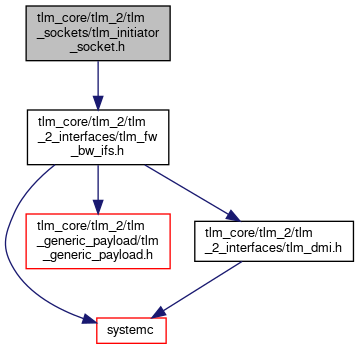 tlm_core/tlm_2/tlm
_sockets/tlm_initiator
_socket.h
tlm_core/tlm_2/tlm
_2_interfaces/tlm_fw
_bw_ifs.h
tlm_core/tlm_2/tlm
_generic_payload/tlm
_generic_payload.h
tlm_core/tlm_2/tlm
_2_interfaces/tlm_dmi.h
systemc